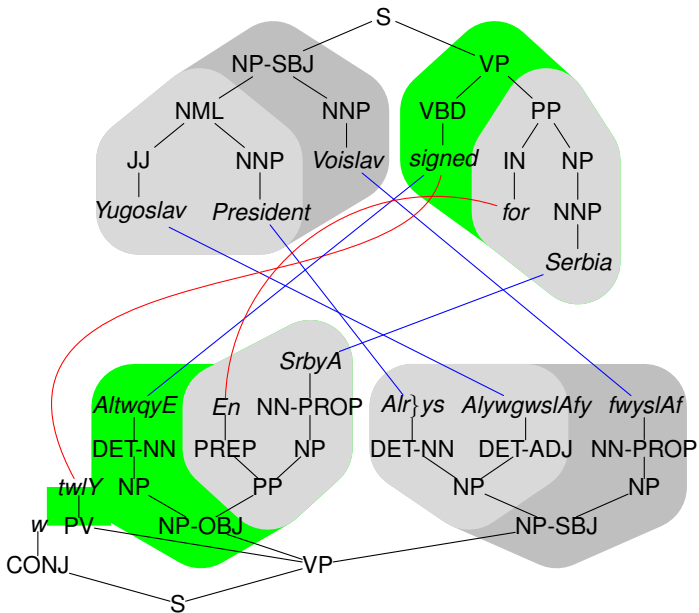 S
NP-SBJ VP
NML NNP VBD PP
JJ NNP Voislav signed IN NP
Yugoslav President for NNP
Serbia
SrbyA
AltwqyE En NN-PROP Alr}ys AlywgwslAfy fwyslAf
DET-NN PREP NP DET-NN DET-ADJ NN-PROP
twlY NP PP NP NP
w PV NP-OBJ NP-SBJ
CONJ VP
S